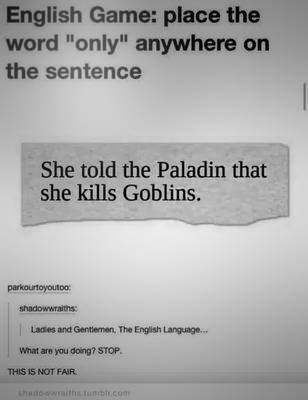 English Game: place the
word "only" anywhere on
the sentence
She told the Paladin that
she kills Goblins.
parkourtoyoutoo:
shadowwraiths:
Ladies and Gentlemen, The English Language...
What are you doing? STOP.
THIS IS NOT FAIR.
shadowwraiths.tumblr.com